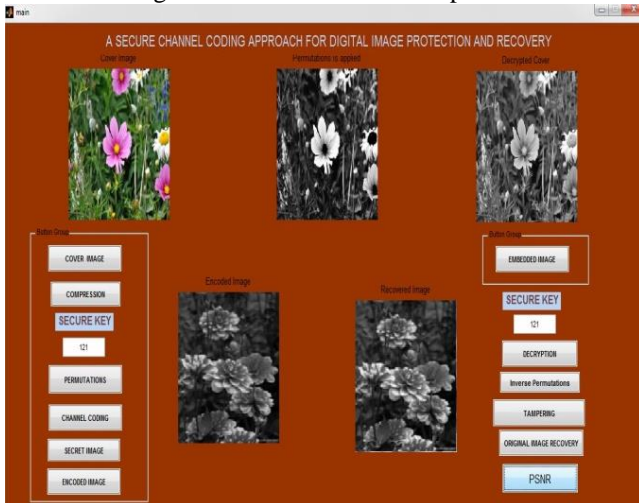 main
A SECURE CHANNEL CODING APPROACH FOR DIGITAL IMAGE PROTECTION AND RECOVERY
Cover Image
Permutations is applied
Decrypted Cover
Button Group
COVER IMAGE
COMPRESSION
SECURE KEY
121
PERMUTATIONS
CHANNEL CODING
SECRET IMAGE
ENCODED IMAGE
Encoded Image
Recovered Image
Button Group
EMBEDDED IMAGE
SECURE KEY
121
DECRYPTION
Inverse Permutations
TAMPERING
ORIGINAL IMAGE RECOVERY
PSNR